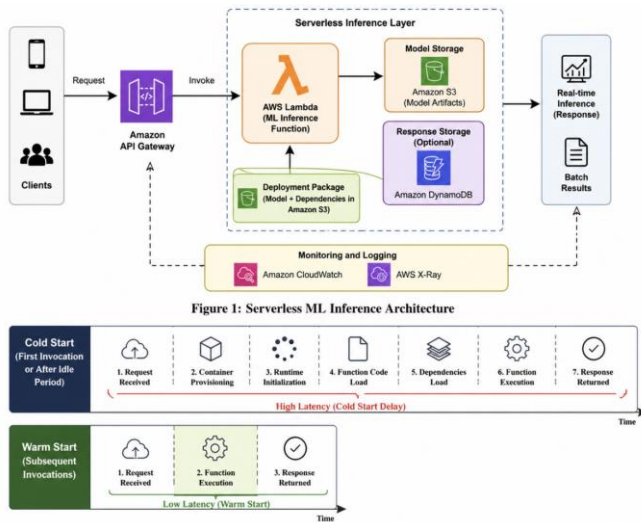 Serverless Inference Layer
Request
Invoke
Clients
Amazon
API Gateway
AWS Lambda
(ML Inference
Function)
Model Storage
Amazon S3
(Model Artifacts)
Response Storage
(Optional)
Amazon DynamoDB
Deployment Package
(Model + Dependencies in
Amazon S3)
Real-time
Inference
(Response)
Batch
Results
Monitoring and Logging
Amazon CloudWatch
AWS X-Ray
Figure 1: Serverless ML Inference Architecture
Cold Start
(First Invocation
or After Idle
Period)
1. Request
Received
2. Container
Provisioning
3. Runtime
Initialization
4. Function Code
Load
5. Dependencies
Load
6. Function
Execution
7. Response
Returned
High Latency (Cold Start Delay)
Time
Warm Start
(Subsequent
Invocations)
1. Request
Received
2. Function
Execution
3. Response
Returned
Low Latency (Warm Start)
Time